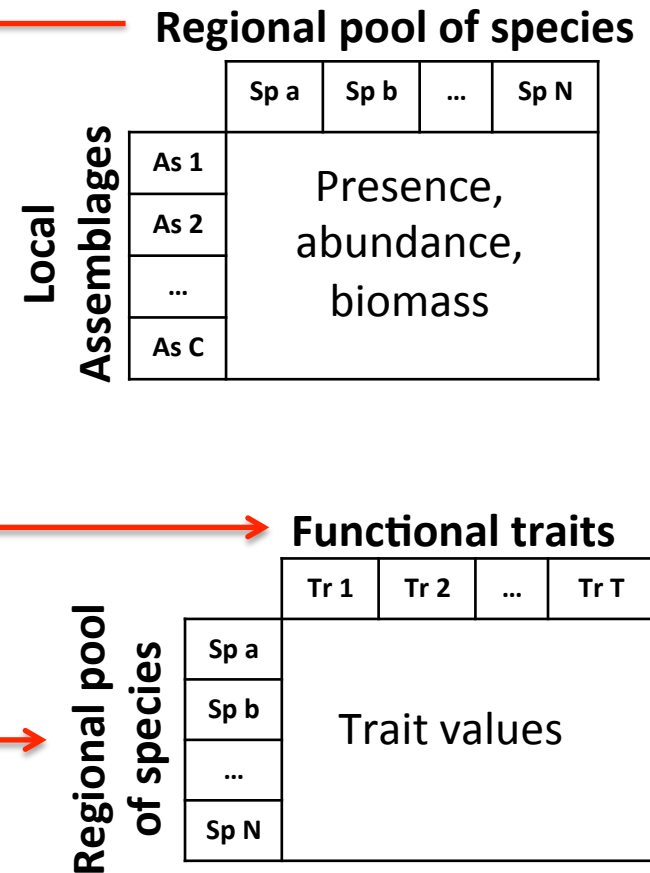 Regional pool of species
Sp a Sp b ... Sp N
Local
Assemblages
As 1
As 2
...
As C
Presence,
abundance,
biomass
Functional traits
Tr 1 Tr 2 ... Tr T
Regional pool
of species
Sp a
Sp b
...
Sp N
Trait values